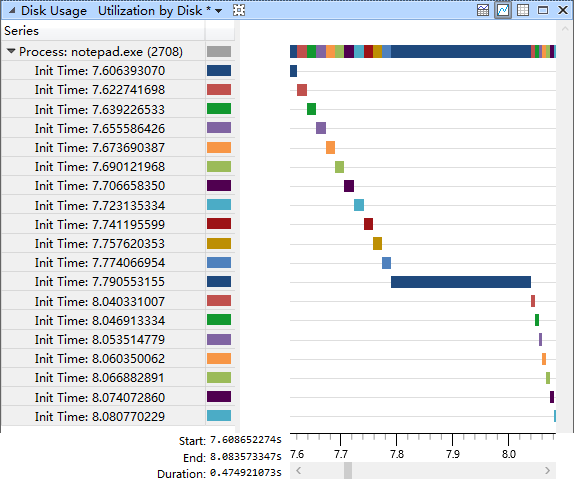 Disk Usage Utilization by Disk *
Series
Process: notepad.exe (2708)
Init Time: 7.606393070
Init Time: 7.622741698
Init Time: 7.639226533
Init Time: 7.655586426
Init Time: 7.673690387
Init Time: 7.690121968
Init Time: 7.706658350
Init Time: 7.723135334
Init Time: 7.741195599
Init Time: 7.757620353
Init Time: 7.774066954
Init Time: 7.790553155
Init Time: 8.040331007
Init Time: 8.046913334
Init Time: 8.053514779
Init Time: 8.060350062
Init Time: 8.066882891
Init Time: 8.074072860
Init Time: 8.080770229
Start: 7.608652274s
End: 8.083573347s
Duration: 0.474921073s
7.6 7.7 7.8 7.9 8.0